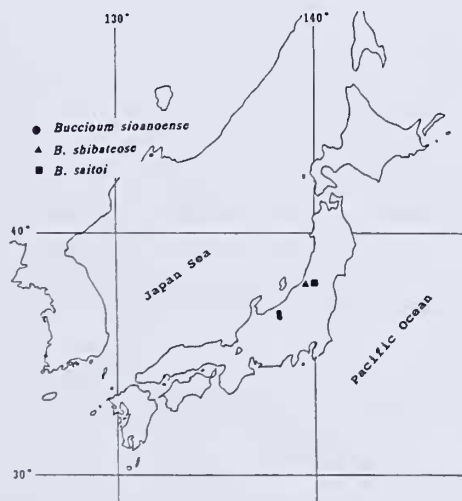 130°
140°
● Buccioum sioanoense
▲ B. shibateose
■ B. saitoi
40°
Japan Sea
Pacific Ocean
30°